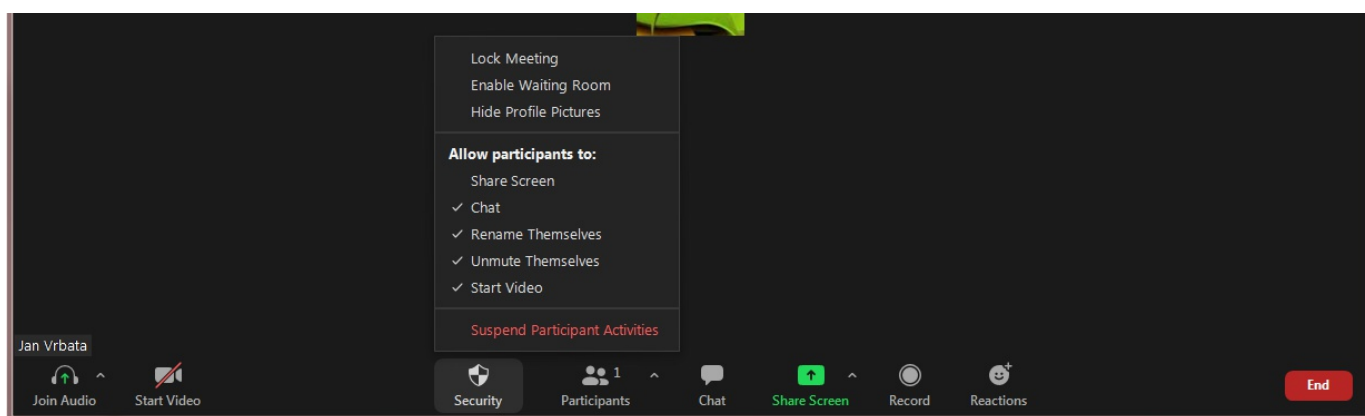 Lock Meeting
Enable Waiting Room
Hide Profile Pictures
Allow participants to:
Share Screen
Chat
Rename Themselves
Unmute Themselves
Start Video
Suspend Participant Activities
Jan Vrbata
1
Join Audio
Start Video
Security
Participants
Chat
Share Screen
Record
Reactions
End